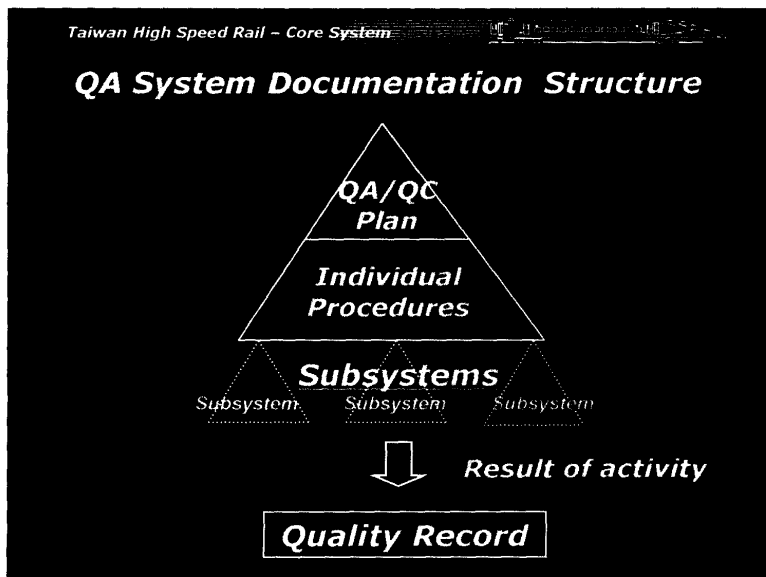 Taiwan High Speed Rail – Core System
QA System Documentation Structure
QA/QC
Plan
Individual
Procedures
Subsystems
Subsystem Subsystem Subsystem
Result of activity
Quality Record